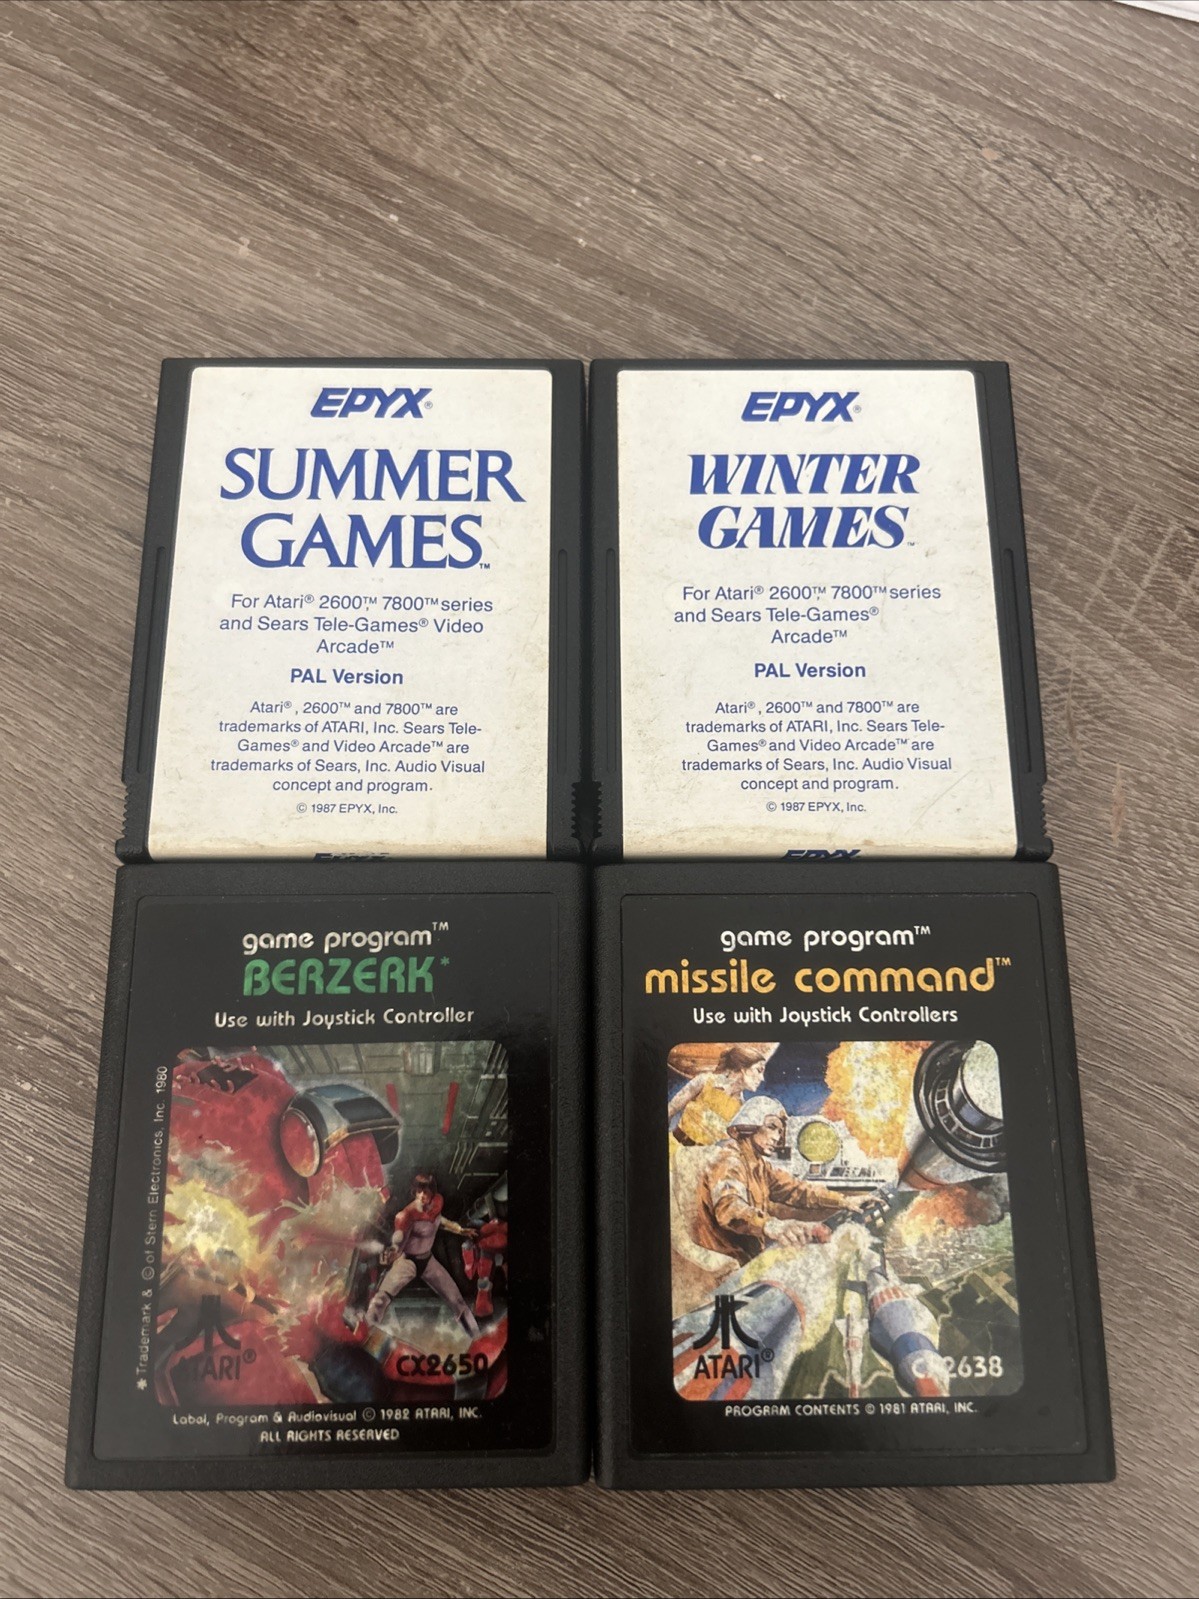 EPYX®
SUMMER
GAMES™
For Atari® 2600™, 7800™ series
and Sears Tele-Games® Video
Arcade™
PAL Version
Atari®, 2600™ and 7800™ are
trademarks of ATARI, Inc. Sears Tele-
Games® and Video Arcade™ are
trademarks of Sears, Inc. Audio Visual
concept and program.
© 1987 EPYX, Inc.
EPYX
EPYX®
WINTER
GAMES™
For Atari® 2600™, 7800™ series
and Sears Tele-Games®
Arcade™
PAL Version
Atari®, 2600™ and 7800™ are
trademarks of ATARI, Inc. Sears Tele-
Games® and Video Arcade™ are
trademarks of Sears, Inc. Audio Visual
concept and program.
© 1987 EPYX, Inc.
EPYX
game program™
BERZERK*
Use with Joystick Controller
* Trademark & © of Stern Electronics, Inc. 1980
ATARI®
CX2650
Label, Program & Audiovisual © 1982 ATARI, INC.
ALL RIGHTS RESERVED
game program™
missile command™
Use with Joystick Controllers
ATARI®
CX2638
PROGRAM CONTENTS © 1981 ATARI, INC.